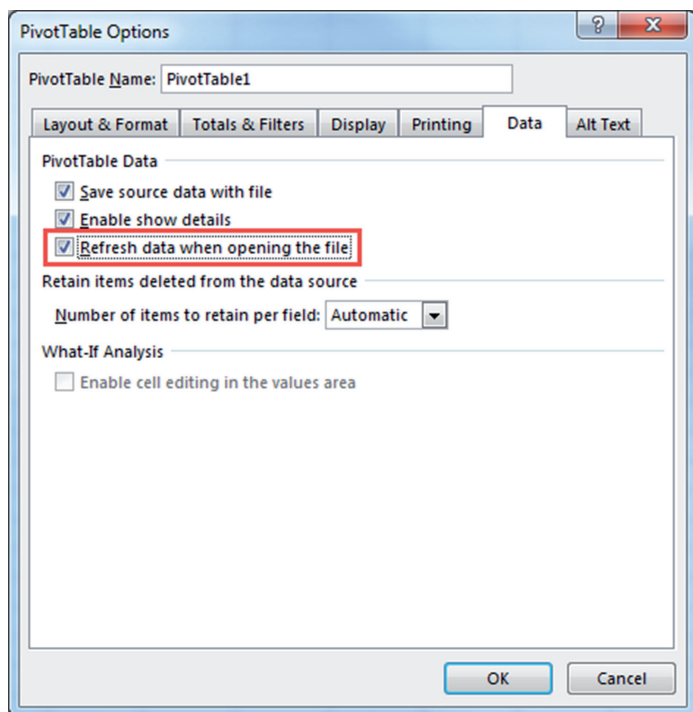 PivotTable Options
PivotTable Name: PivotTable1
Layout & Format Totals & Filters Display Printing Data Alt Text
PivotTable Data
Save source data with file
Enable show details
Refresh data when opening the file
Retain items deleted from the data source
Number of items to retain per field: Automatic
What-If Analysis
Enable cell editing in the values area
OK Cancel